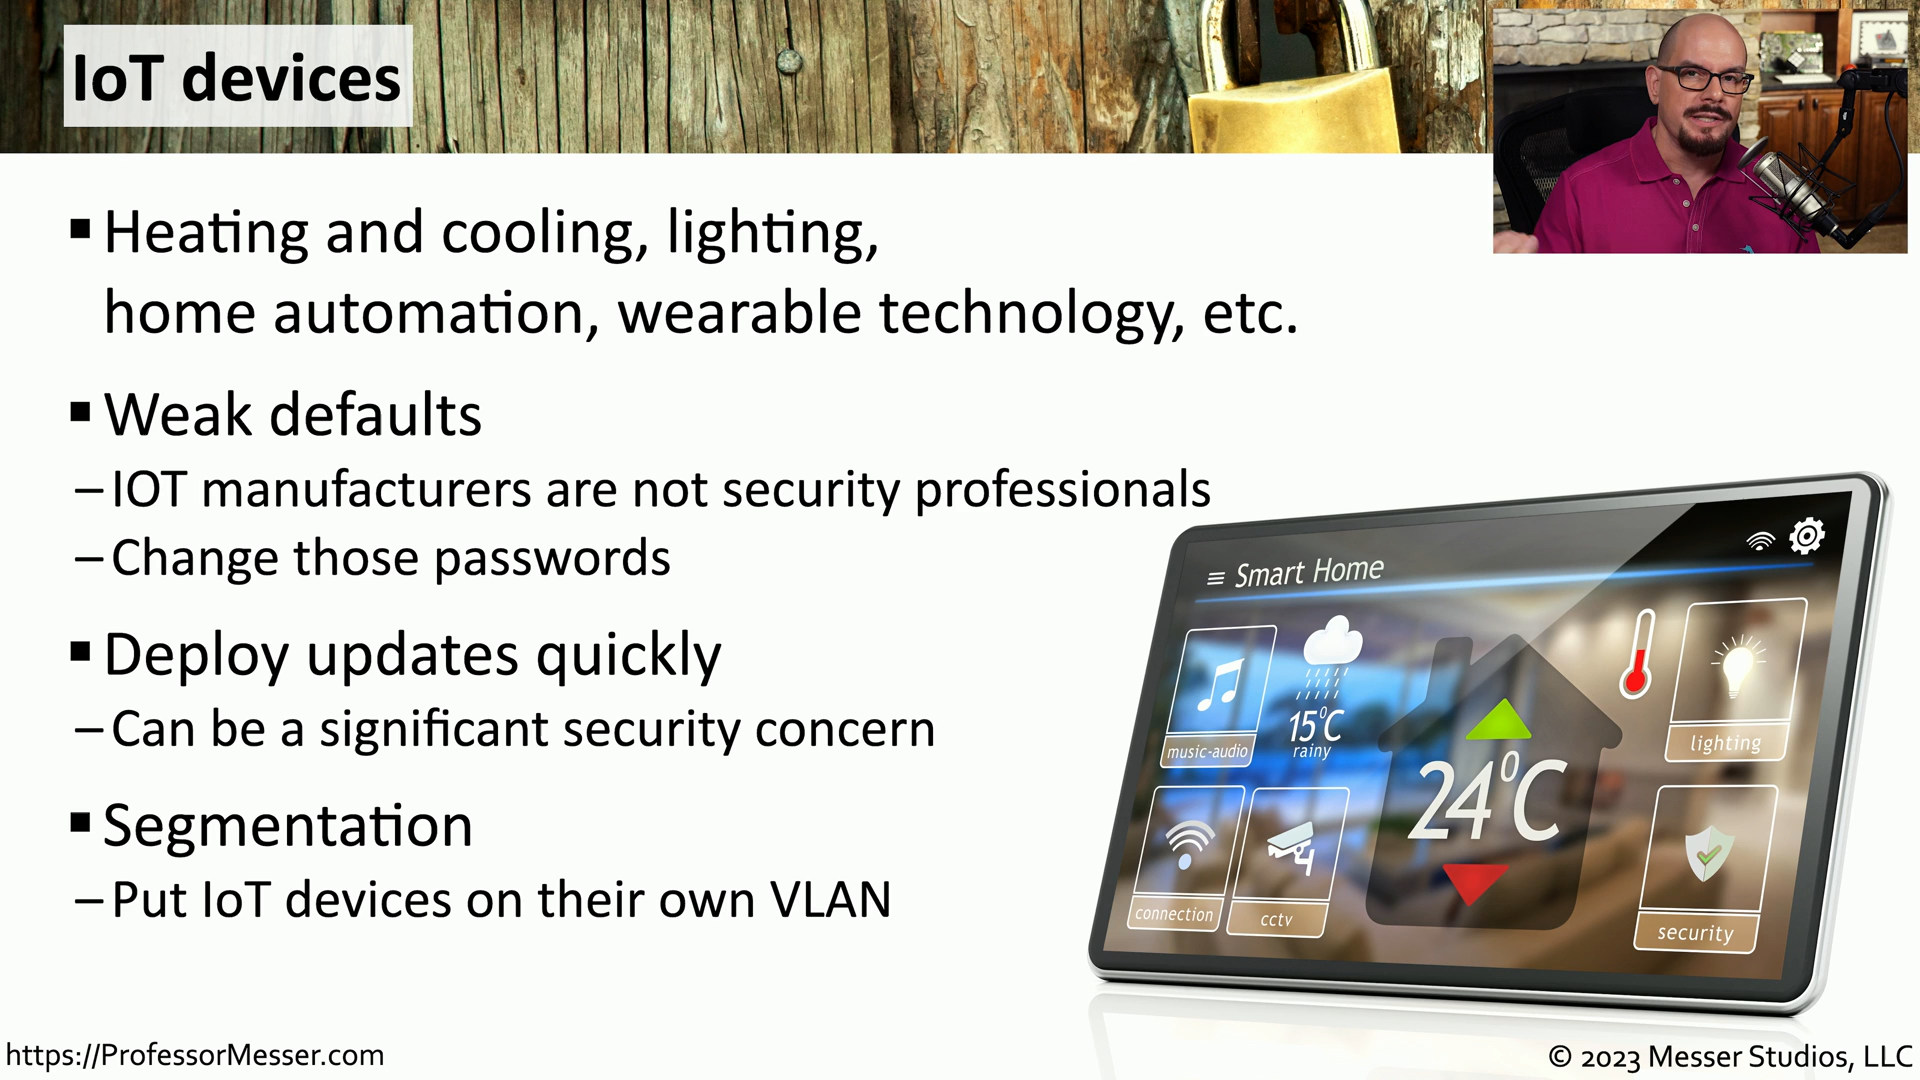 IoT devices
▪ Heating and cooling, lighting,
home automation, wearable technology, etc.
▪ Weak defaults
– IOT manufacturers are not security professionals
– Change those passwords
▪ Deploy updates quickly
– Can be a significant security concern
▪ Segmentation
– Put IoT devices on their own VLAN
Smart Home
music-audio
15°C
rainy
24°C
lighting
connection
cctv
security
https://ProfessorMesser.com
© 2023 Messer Studios, LLC